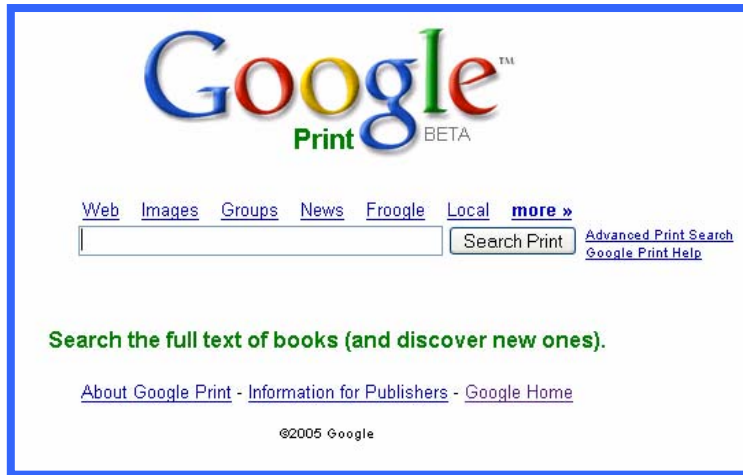 Google™
Print BETA
Web Images Groups News Froogle Local more »
Search Print Advanced Print Search
Google Print Help
Search the full text of books (and discover new ones).
About Google Print - Information for Publishers - Google Home
©2005 Google